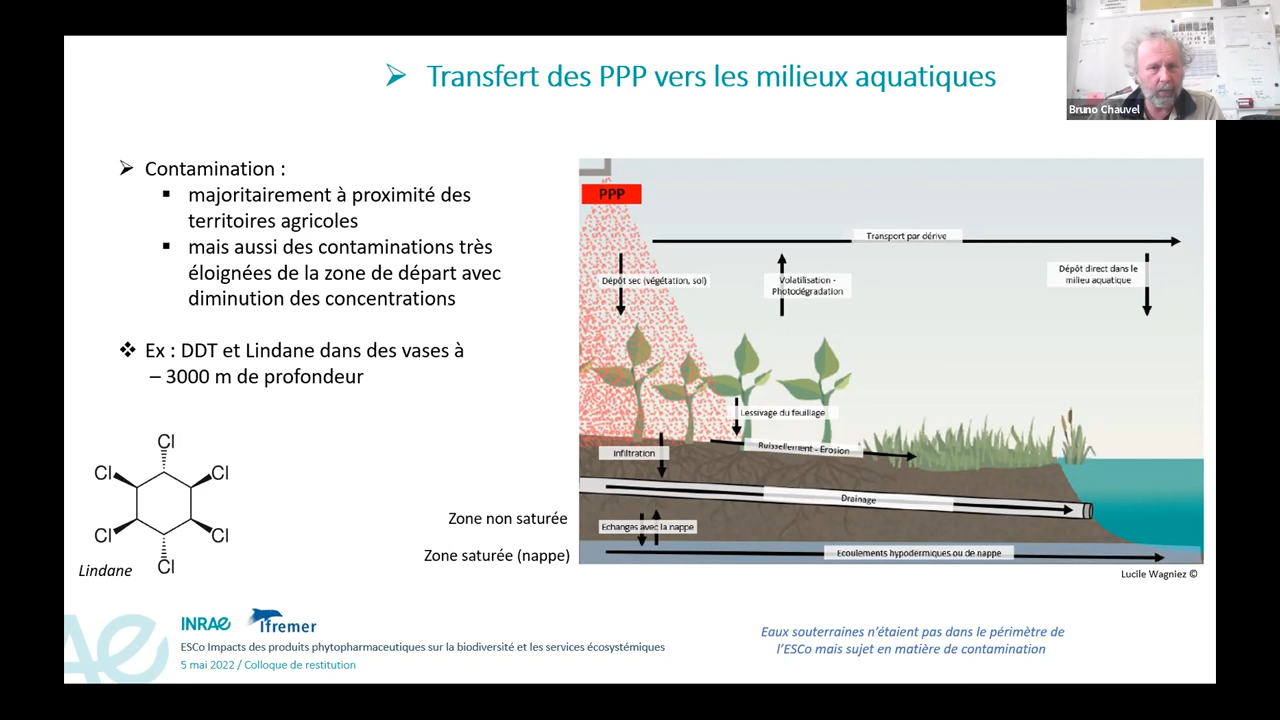 Transfert des PPP vers les milieux aquatiques
Bruno Chauvel
Contamination :
majoritairement à proximité des
territoires agricoles
mais aussi des contaminations très
éloignées de la zone de départ avec
diminution des concentrations
Ex : DDT et Lindane dans des vases à
– 3000 m de profondeur
Cl
Cl
Cl
Cl
Cl
Cl
Lindane
PPP
Transport par dérive
Dépôt sec (végétation, sol)
Volatilisation -
Photodégradation
Dépôt direct dans le
milieu aquatique
Lessivage du feuillage
Ruissellement - Erosion
Infiltration
Drainage
Zone non saturée
Echanges avec la nappe
Zone saturée (nappe)
Ecoulements hypodermiques ou de nappe
Lucile Wagniez ©
INRAE
Ifremer
ESCo Impacts des produits phytopharmaceutiques sur la biodiversité et les services écosystémiques
5 mai 2022 / Colloque de restitution
Eaux souterraines n’étaient pas dans le périmètre de
l’ESCo mais sujet en matière de contamination